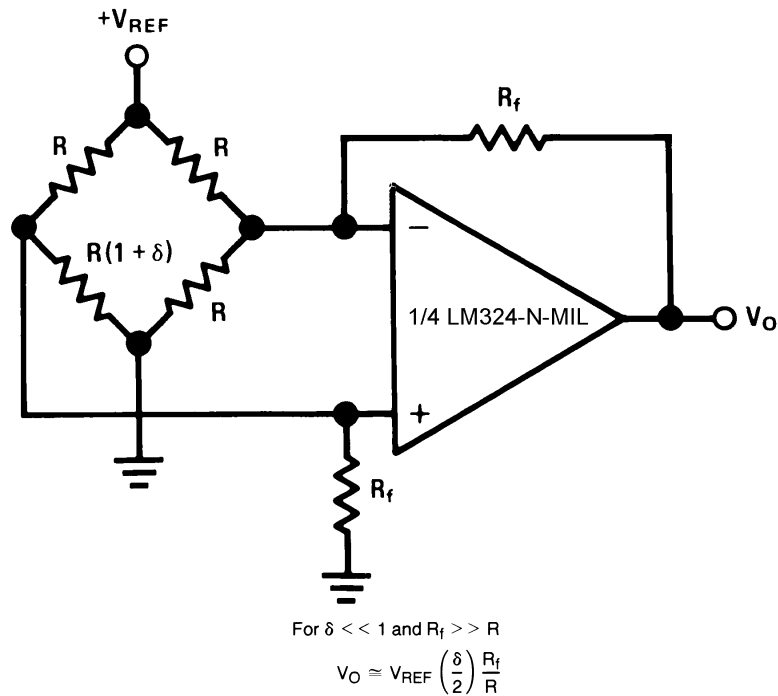 +VREF
R
R
R(1 + δ)
R
Rf
−
1/4 LM324-N-MIL
+
VO
Rf
For δ < < 1 and Rf > > R
VO ≅ VREF (δ/2) Rf/R